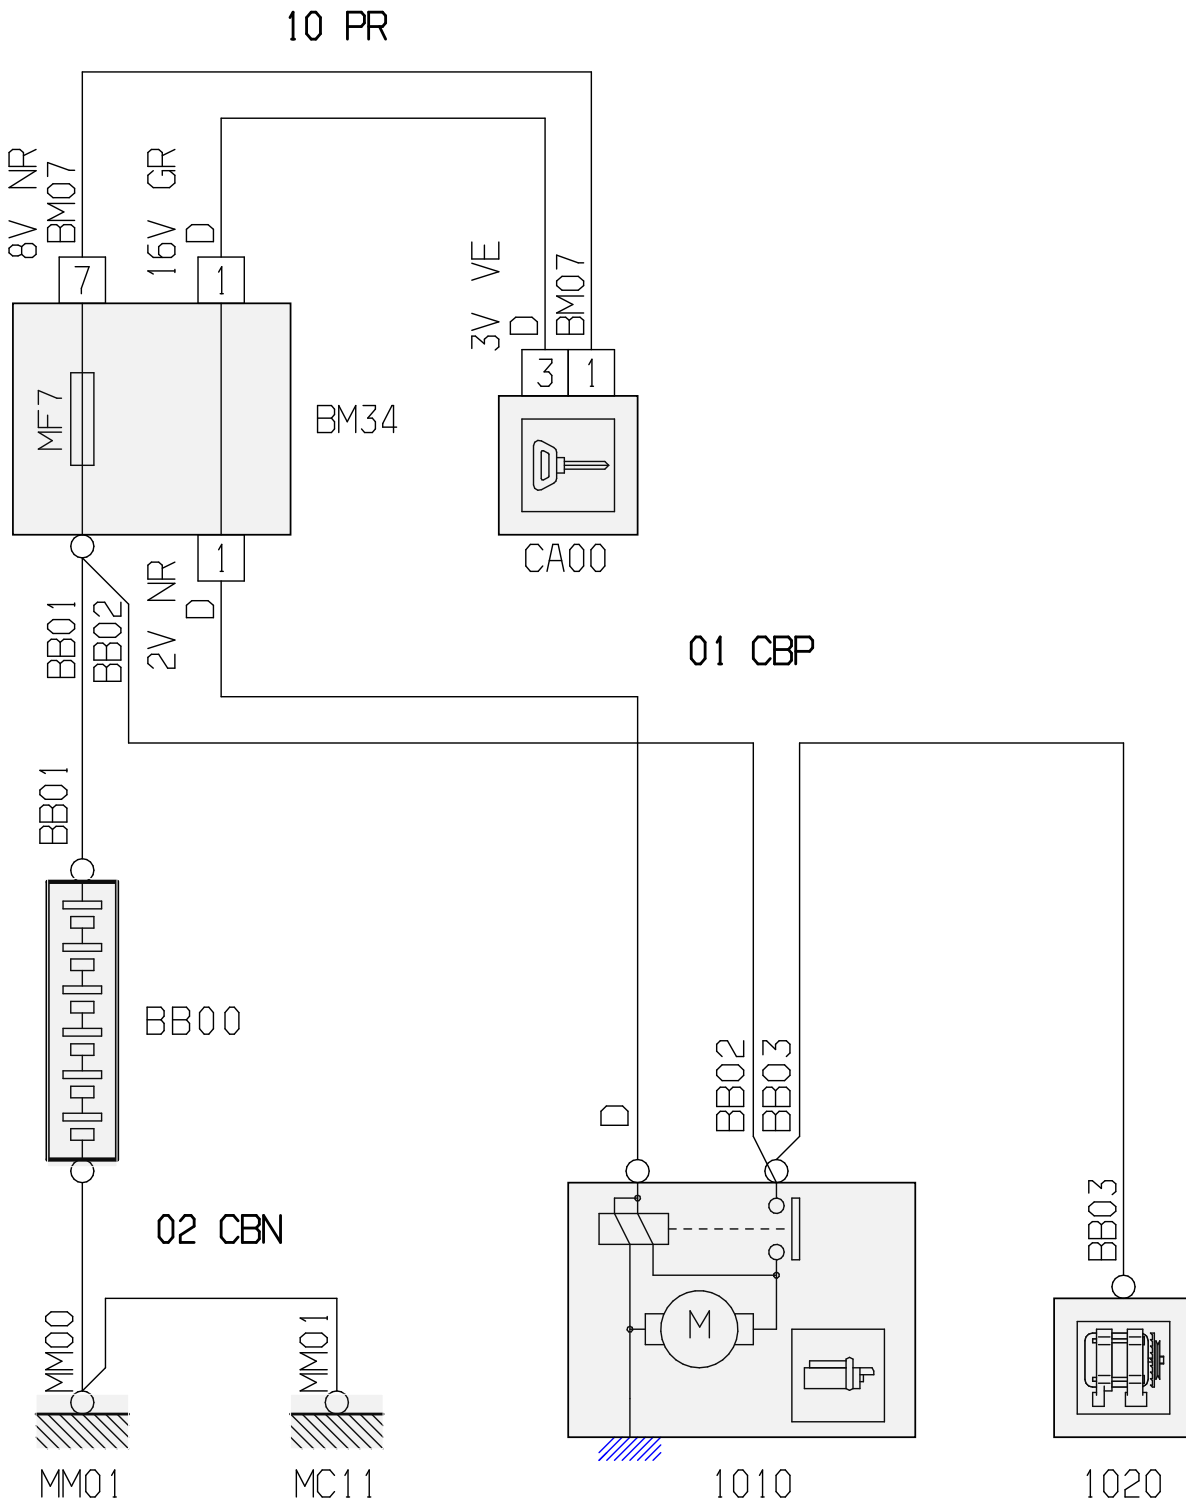 10 PR
8V NR
BM07
16V GR
D
7
1
3V VE
D
BM07
3
1
MF7
BM34
CA00
1
BB01
BB02
2V NR
D
01 CBP
BB01
BB00
BB02
BB03
D
02 CBN
BB03
MM00
MM01
M
MM01
MC11
1010
1020